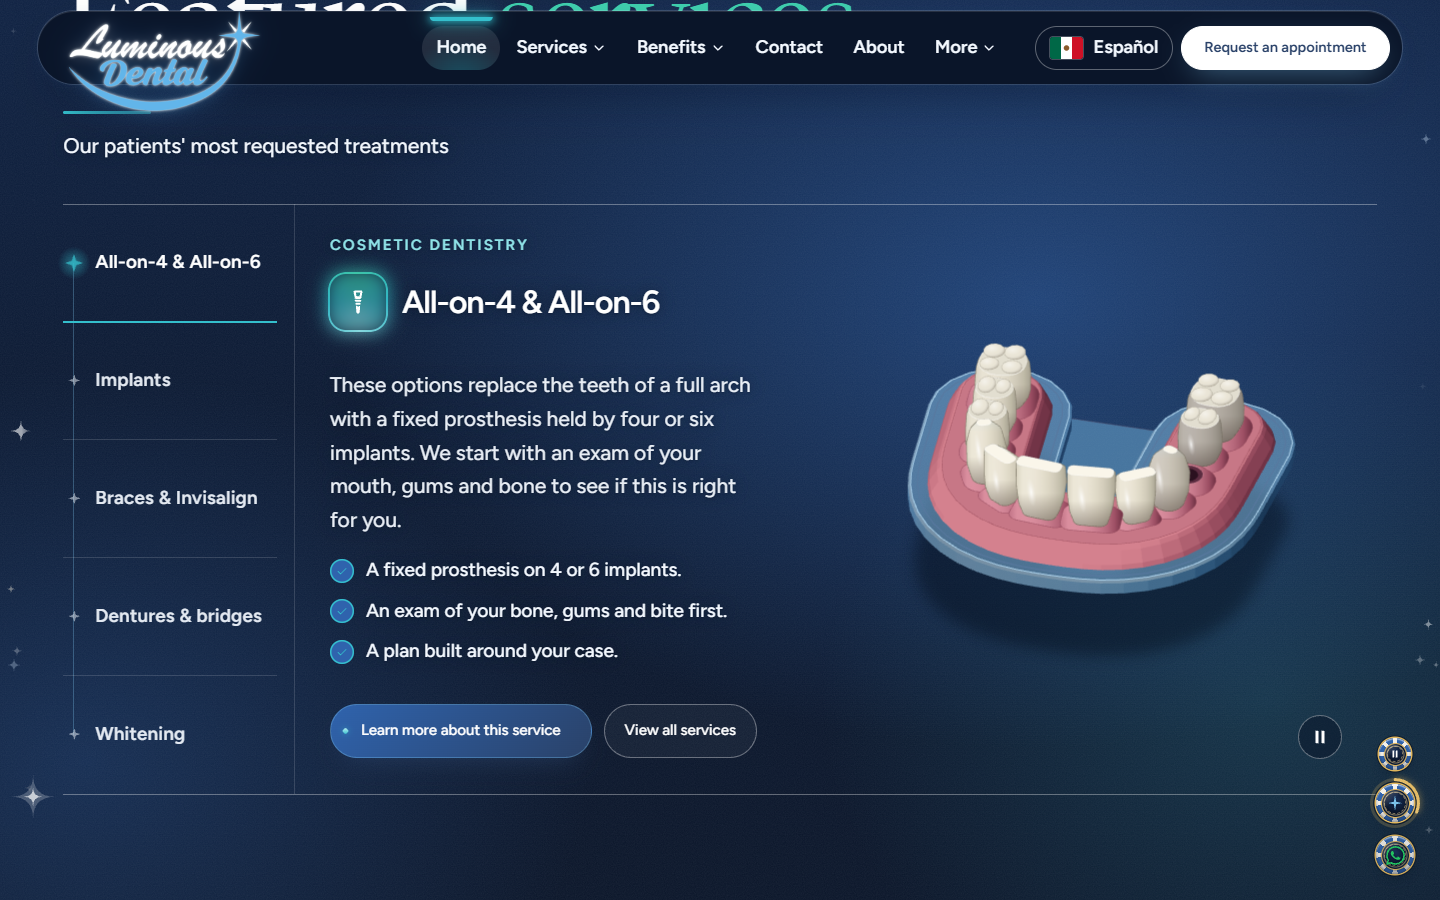 Featured services
Luminous
Dental
Home
Services
Benefits
Contact
About
More
Español
Request an appointment
Our patients' most requested treatments
All-on-4 & All-on-6
Implants
Braces & Invisalign
Dentures & bridges
Whitening
COSMETIC DENTISTRY
All-on-4 & All-on-6
These options replace the teeth of a full arch
with a fixed prosthesis held by four or six
implants. We start with an exam of your
mouth, gums and bone to see if this is right
for you.
A fixed prosthesis on 4 or 6 implants.
An exam of your bone, gums and bite first.
A plan built around your case.
Learn more about this service
View all services